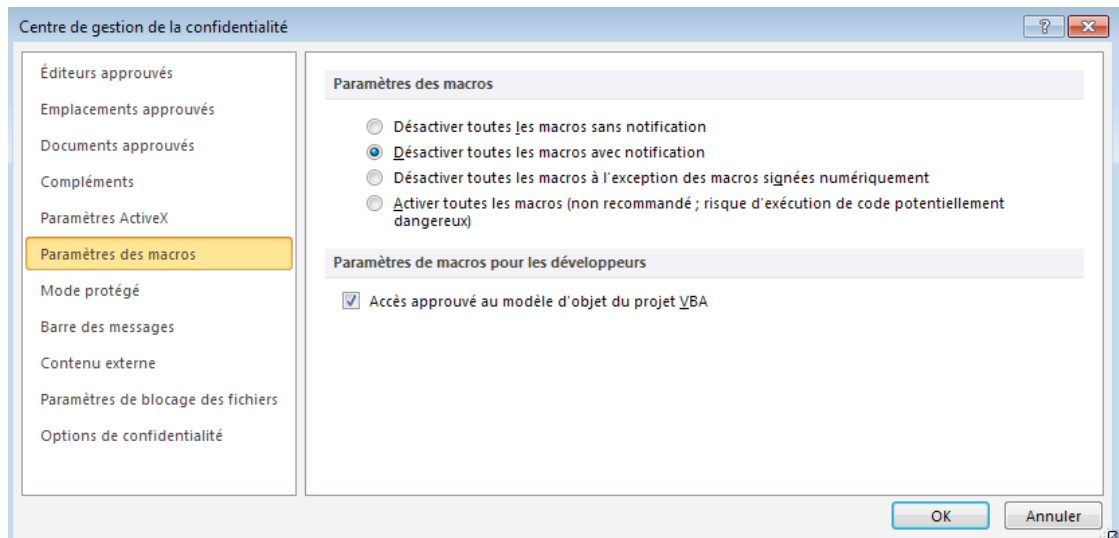 Centre de gestion de la confidentialité
Éditeurs approuvés
Emplacements approuvés
Documents approuvés
Compléments
Paramètres ActiveX
Paramètres des macros
Mode protégé
Barre des messages
Contenu externe
Paramètres de blocage des fichiers
Options de confidentialité
Paramètres des macros
Désactiver toutes les macros sans notification
Désactiver toutes les macros avec notification
Désactiver toutes les macros à l'exception des macros signées numériquement
Activer toutes les macros (non recommandé ; risque d'exécution de code potentiellement
dangereux)
Paramètres de macros pour les développeurs
Accès approuvé au modèle d'objet du projet VBA
OK
Annuler